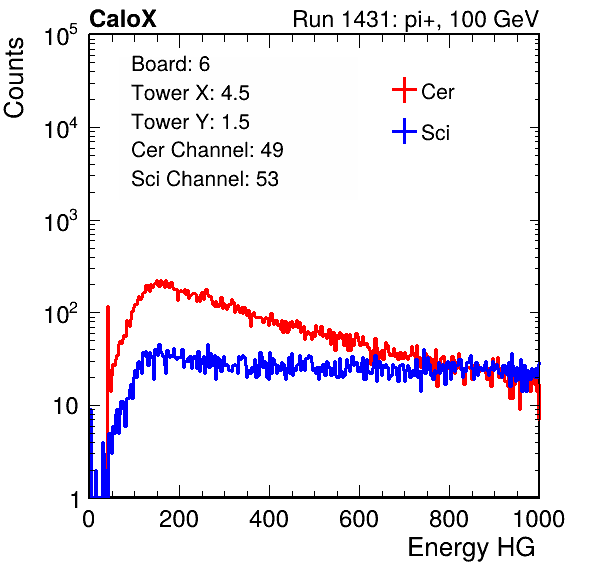 CaloX Run 1431: pi+, 100 GeV
Counts
10^5
10^4
10^3
10^2
10
1
Board: 6
Tower X: 4.5
Tower Y: 1.5
Cer Channel: 49
Sci Channel: 53
Cer
Sci
0 200 400 600 800 1000
Energy HG